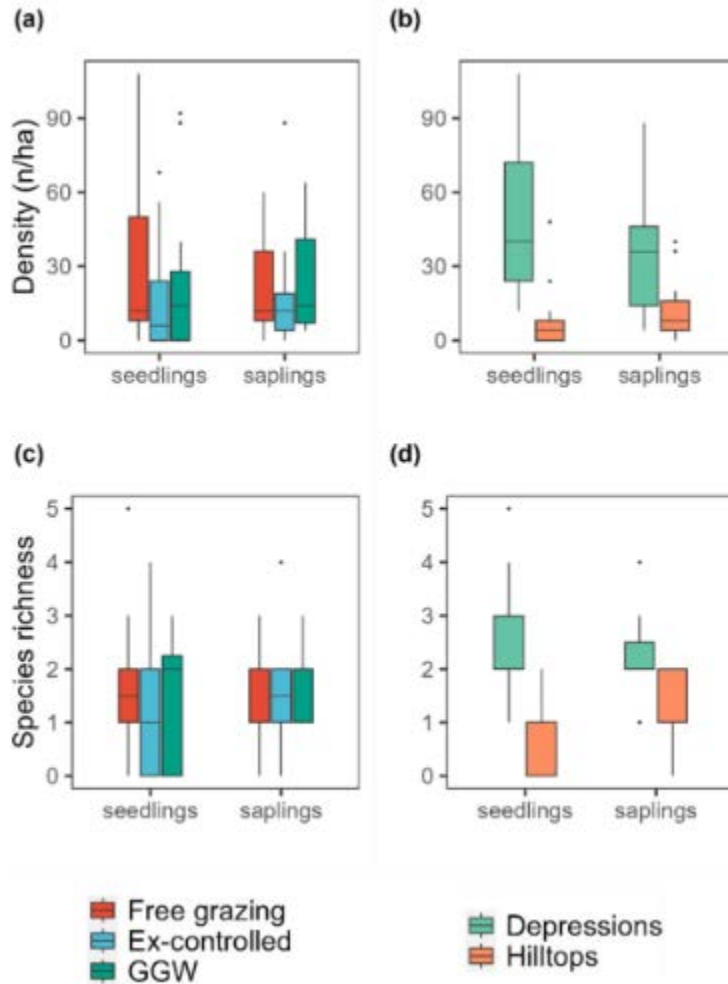 (a)
(b)
Density (n/ha)
90
60
30
0
seedlings
saplings
90
60
30
0
seedlings
saplings
(c)
(d)
Species richness
5
4
3
2
1
0
seedlings
saplings
5
4
3
2
1
0
seedlings
saplings
Free grazing
Ex-controlled
GGW
Depressions
Hilltops